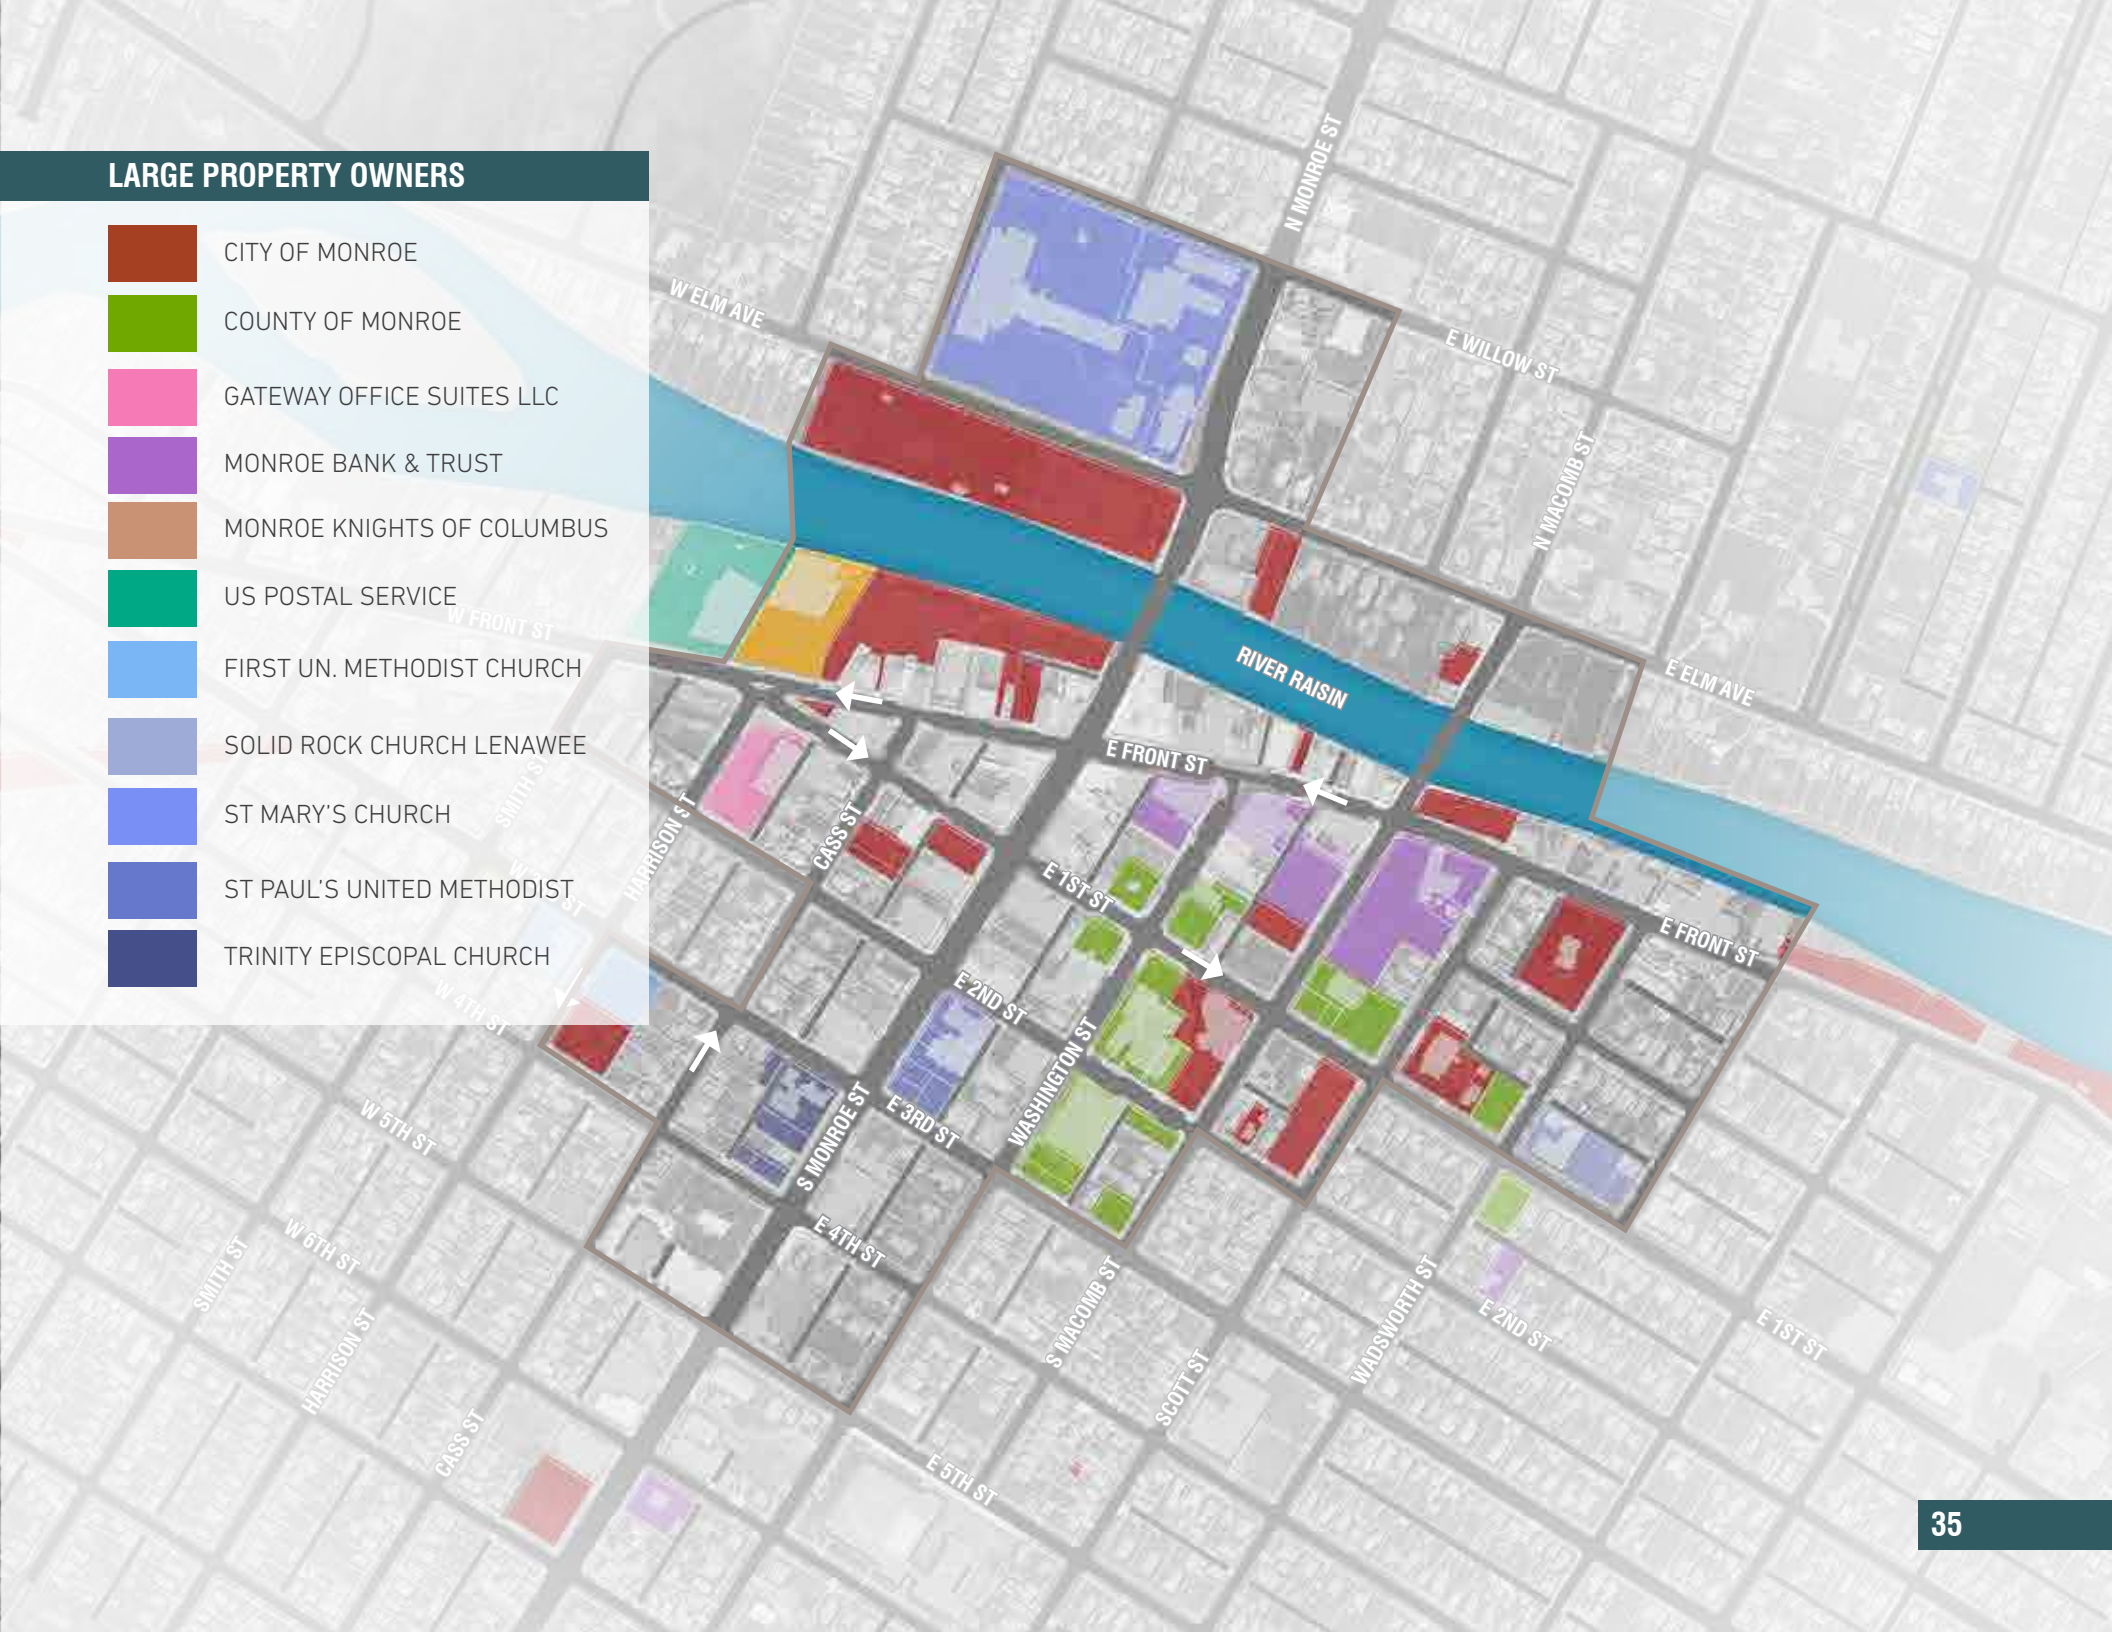 LARGE PROPERTY OWNERS
CITY OF MONROE
COUNTY OF MONROE
GATEWAY OFFICE SUITES LLC
MONROE BANK & TRUST
MONROE KNIGHTS OF COLUMBUS
US POSTAL SERVICE
FIRST UN. METHODIST CHURCH
SOLID ROCK CHURCH LENAWEE
ST MARY'S CHURCH
ST PAUL'S UNITED METHODIST
TRINITY EPISCOPAL CHURCH
N MONROE ST
W ELM AVE
E WILLOW ST
N MACOMB ST
W FRONT ST
RIVER RAISIN
E ELM AVE
E FRONT ST
SMITH ST
HARRISON ST
CASS ST
E 1ST ST
E FRONT ST
W 4TH ST
E 2ND ST
WASHINGTON ST
W 5TH ST
S MONROE ST
E 3RD ST
E 4TH ST
W 6TH ST
SMITH ST
HARRISON ST
CASS ST
S MACOMB ST
SCOTT ST
WADSWORTH ST
E 2ND ST
E 1ST ST
E 5TH ST
35